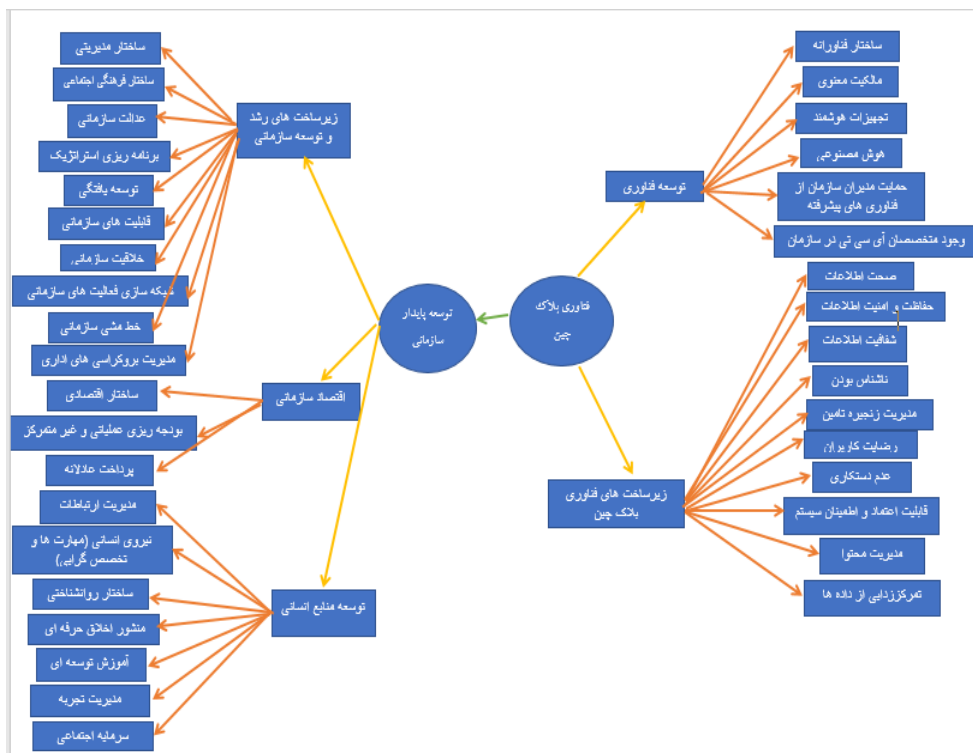 ساختار فناورانه
مالکیت معنوی
تجهیزات هوشمند
هوش مصنوعی
حمایت مدیران سازمان از
فناوری های پیشرفته
وجود متخصصان آی سی تی در سازمان
توسعه فناوری
صحت اطلاعات
حفاظت و امنیت اطلاعات
شفافیت اطلاعات
ناشناس بودن
مدیریت زنجیره تامین
رضایت کاربران
عدم دستکاری
قابلیت اعتماد و اطمینان سیستم
مدیریت محتوا
تمرکززدایی از داده ها
زیرساخت های فناوری
بلاک چین
فناوری بلاک
چین
توسعه پایدار
سازمانی
زیرساخت های رشد
و توسعه سازمانی
ساختار مدیریتی
ساختار فرهنگی اجتماعی
عدالت سازمانی
برنامه ریزی استراتژیک
توسعه یافتگی
قابلیت های سازمانی
خلاقیت سازمانی
شبکه سازی فعالیت های سازمانی
خط مشی سازمانی
مدیریت بروکراسی های اداری
اقتصاد سازمانی
ساختار اقتصادی
بودجه ریزی عملیاتی و غیر متمرکز
پرداخت عادلانه
توسعه منابع انسانی
مدیریت ارتباطات
نیروی انسانی (مهارت ها و
تخصص گرایی)
ساختار روانشناختی
منشور اخلاق حرفه ای
آموزش توسعه ای
مدیریت تجربه
سرمایه اجتماعی